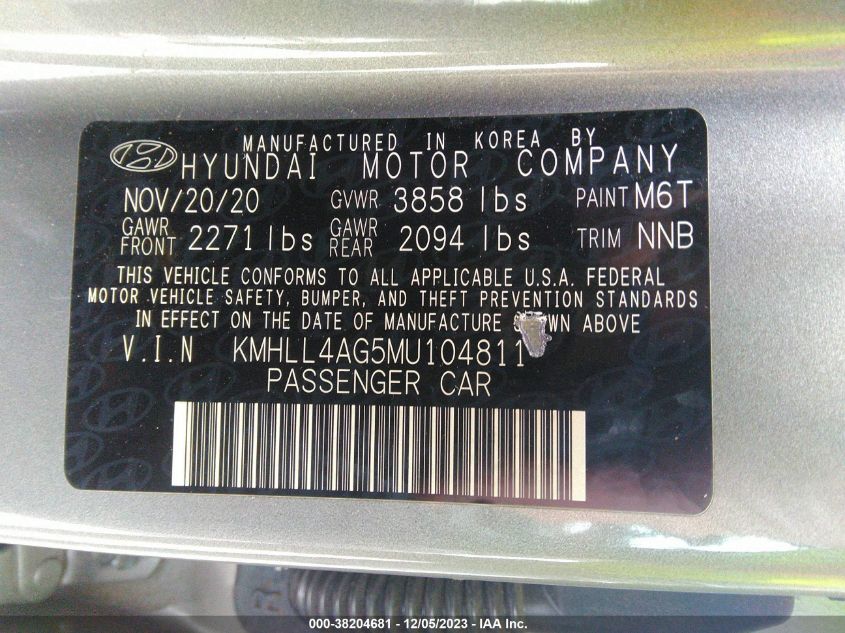 MANUFACTURED IN KOREA BY
HYUNDAI MOTOR COMPANY
NOV/20/20 GVWR 3858 lbs PAINT M6T
GAWR FRONT 2271 lbs GAWR REAR 2094 lbs TRIM NNB
THIS VEHICLE CONFORMS TO ALL APPLICABLE U.S.A. FEDERAL
MOTOR VEHICLE SAFETY, BUMPER, AND THEFT PREVENTION STANDARDS
IN EFFECT ON THE DATE OF MANUFACTURE ABOVE
V.I.N KMHLL4AG5MU104811
PASSENGER CAR
000-38204681 - 12/05/2023 - IAA Inc.